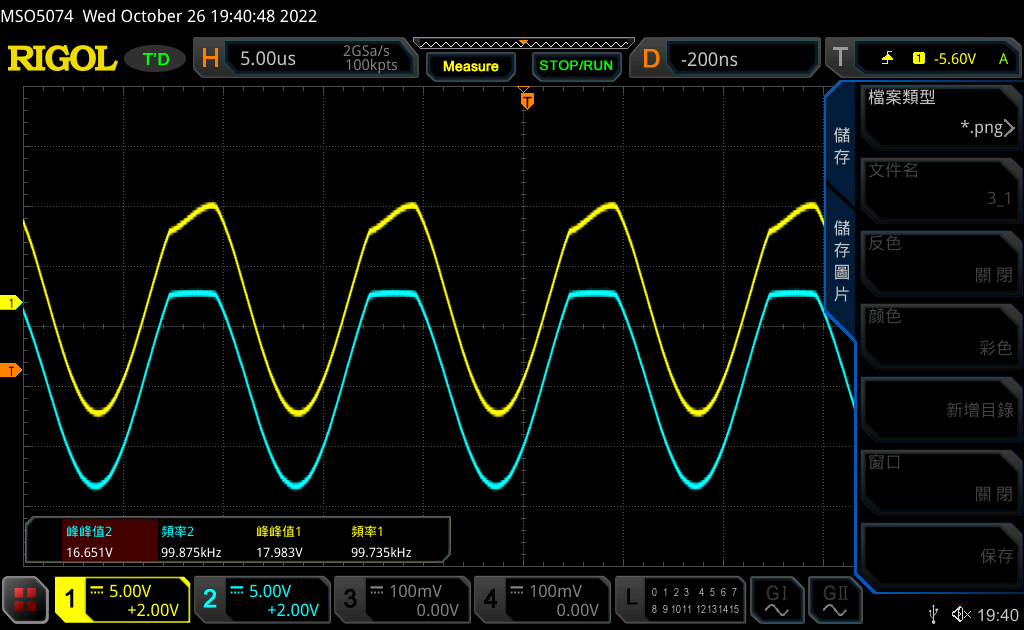 MSO5074 Wed October 26 19:40:48 2022
RIGOL T'D H 5.00us 2GSa/s 100kpts Measure STOP/RUN D -200ns T 1 -5.60V A
T
儲存
儲存圖片
檔案類型
*.png
文件名
3_1
反色
關閉
颜色
彩色
新增目錄
窗口
關閉
保存
1
T
峰峰值2 頻率2 峰峰值1 頻率1
16.651V 99.875kHz 17.983V 99.735kHz
1 5.00V 2 5.00V 3 100mV 4 100mV L 0 1 2 3 4 5 6 7 GI GII
+2.00V +2.00V 0.00V 0.00V 8 9 10 11 12 13 14 15
19:40